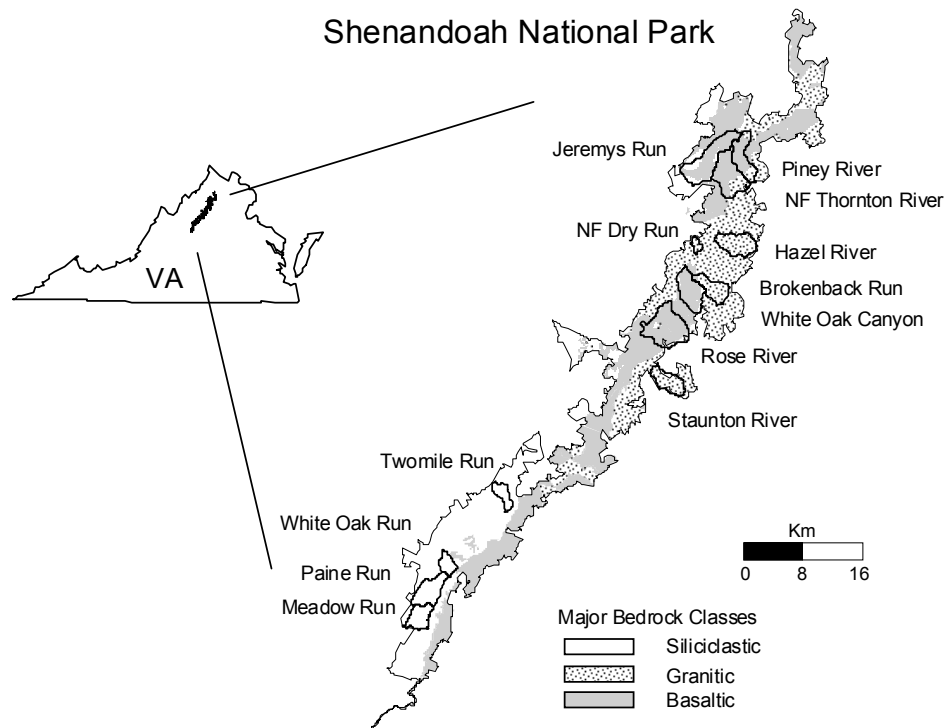 Shenandoah National Park
Jeremys Run
Piney River
NF Thornton River
NF Dry Run
Hazel River
VA
Brokenback Run
White Oak Canyon
Rose River
Staunton River
Twomile Run
White Oak Run
Paine Run
Meadow Run
Km
0 8 16
Major Bedrock Classes
Siliciclastic
Granitic
Basaltic